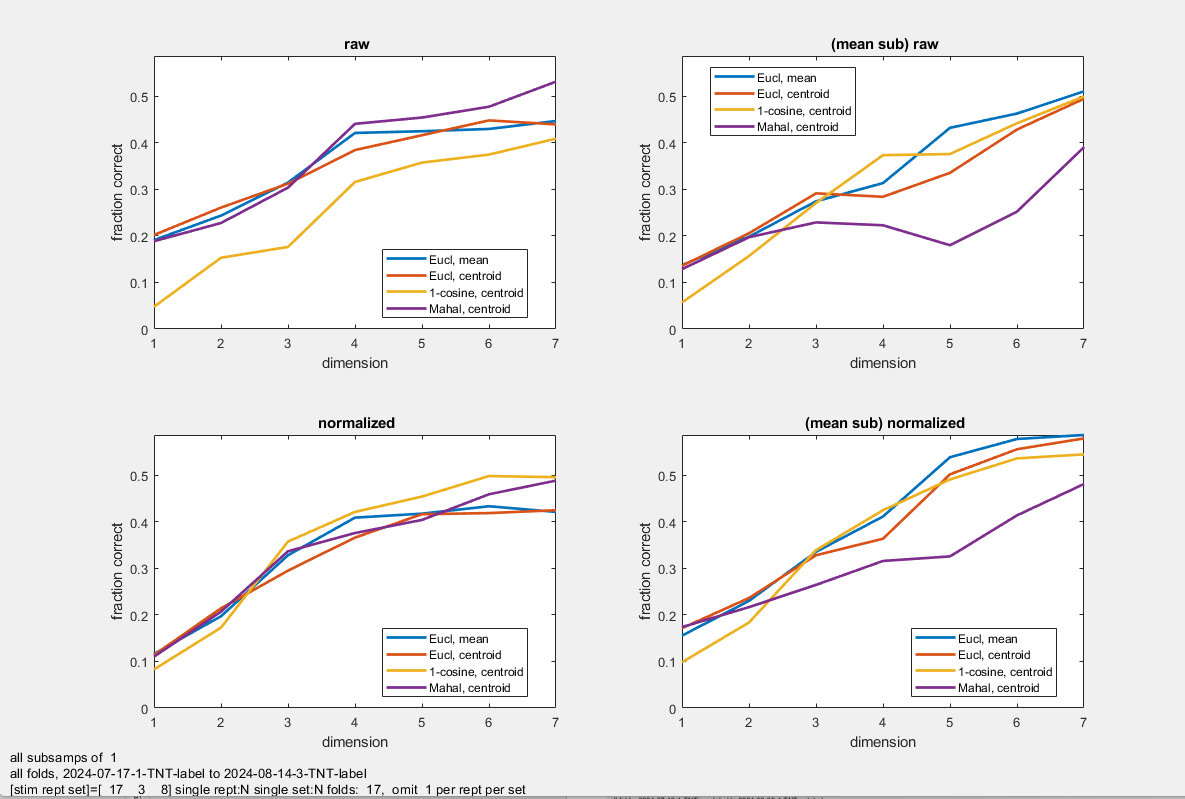 raw
0.5
0.4
0.3
0.2
0.1
0
fraction correct
1 2 3 4 5 6 7
dimension
Eucl, mean
Eucl, centroid
1-cosine, centroid
Mahal, centroid
(mean sub) raw
0.5
0.4
0.3
0.2
0.1
0
fraction correct
1 2 3 4 5 6 7
dimension
Eucl, mean
Eucl, centroid
1-cosine, centroid
Mahal, centroid
normalized
0.5
0.4
0.3
0.2
0.1
0
fraction correct
1 2 3 4 5 6 7
dimension
Eucl, mean
Eucl, centroid
1-cosine, centroid
Mahal, centroid
(mean sub) normalized
0.5
0.4
0.3
0.2
0.1
0
fraction correct
1 2 3 4 5 6 7
dimension
Eucl, mean
Eucl, centroid
1-cosine, centroid
Mahal, centroid
all subsamps of 1
all folds, 2024-07-17-1-TNT-label to 2024-08-14-3-TNT-label
[stim rept set]=[ 17 3 8] single rept:N single set:N folds: 17, omit 1 per rept per set